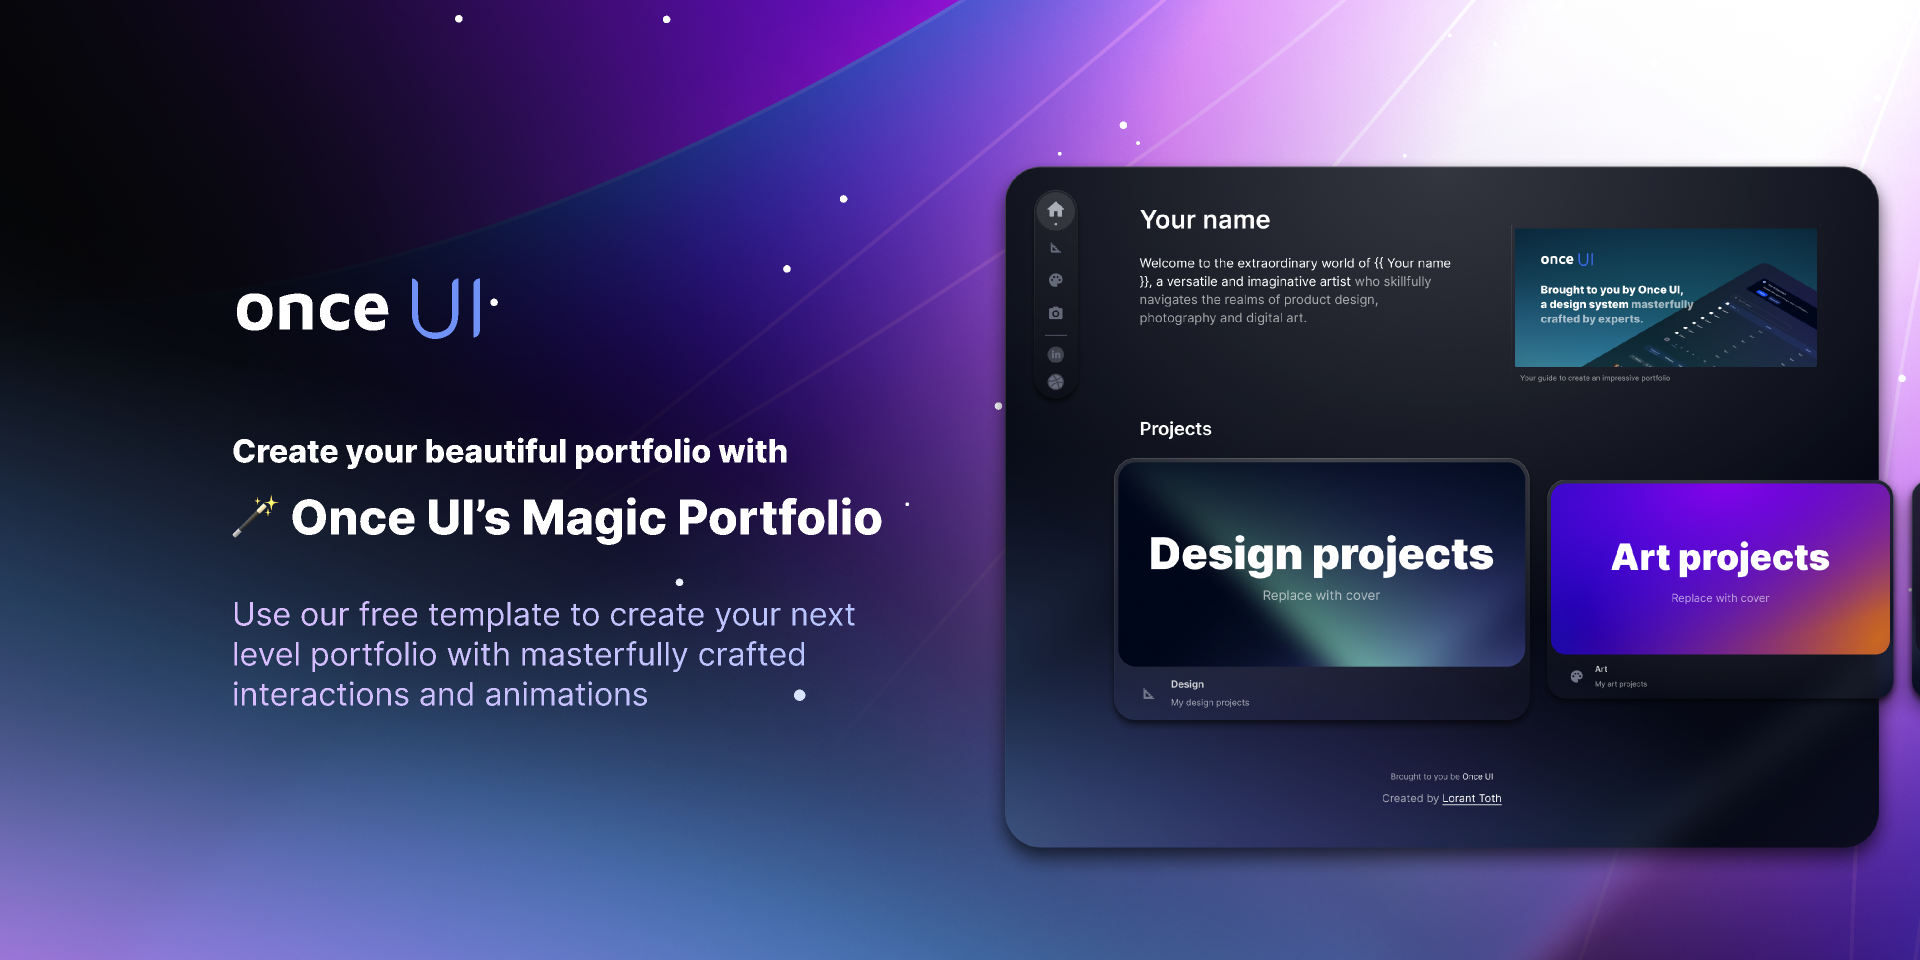 once UI
Create your beautiful portfolio with
🪄 Once UI’s Magic Portfolio
Use our free template to create your next
level portfolio with masterfully crafted
interactions and animations
Your name
Welcome to the extraordinary world of {{ Your name
}}, a versatile and imaginative artist who skillfully
navigates the realms of product design,
photography and digital art.
once UI
Brought to you by Once UI,
a design system masterfully
crafted by experts.
Your guide to create an impressive portfolio
Projects
Design projects
Replace with cover
Design
My design projects
Art projects
Replace with cover
Art
My art projects
Brought to you be Once UI
Created by Lorant Toth